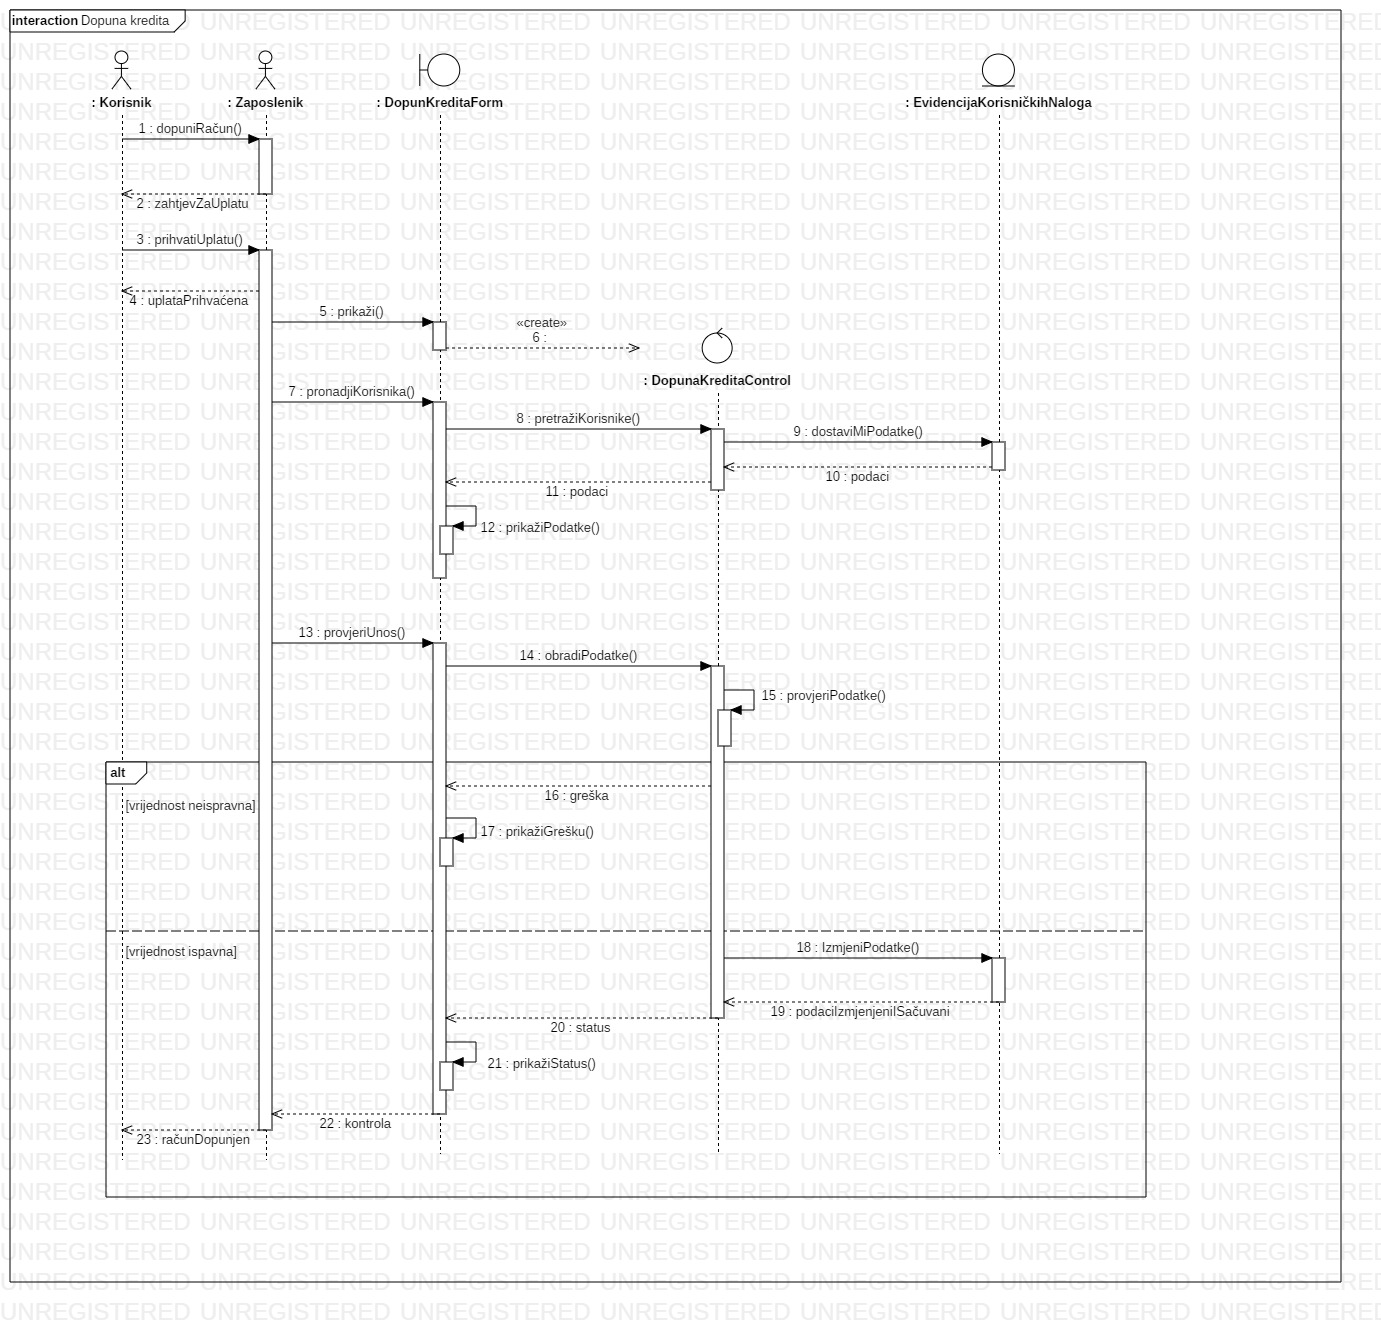 interaction Dopuna kredita
: Korisnik
: Zaposlenik
: DopunKreditaForm
: EvidencijaKorisničkihNaloga
1 : dopuniRačun()
2 : zahtjevZaUplatu
3 : prihvatiUplatu()
4 : uplataPrihvaćena
5 : prikaži()
«create»
6 :
: DopunaKreditaControl
7 : pronadjiKorisnika()
8 : pretražiKorisnike()
9 : dostaviMiPodatke()
10 : podaci
11 : podaci
12 : prikažiPodatke()
13 : provjeriUnos()
14 : obradiPodatke()
15 : provjeriPodatke()
alt
16 : greška
[vrijednost neispravna]
17 : prikažiGrešku()
[vrijednost ispavna]
18 : IzmjeniPodatke()
19 : podaciIzmjenjeniISačuvani
20 : status
21 : prikažiStatus()
22 : kontrola
23 : računDopunjen
UNREGISTERED